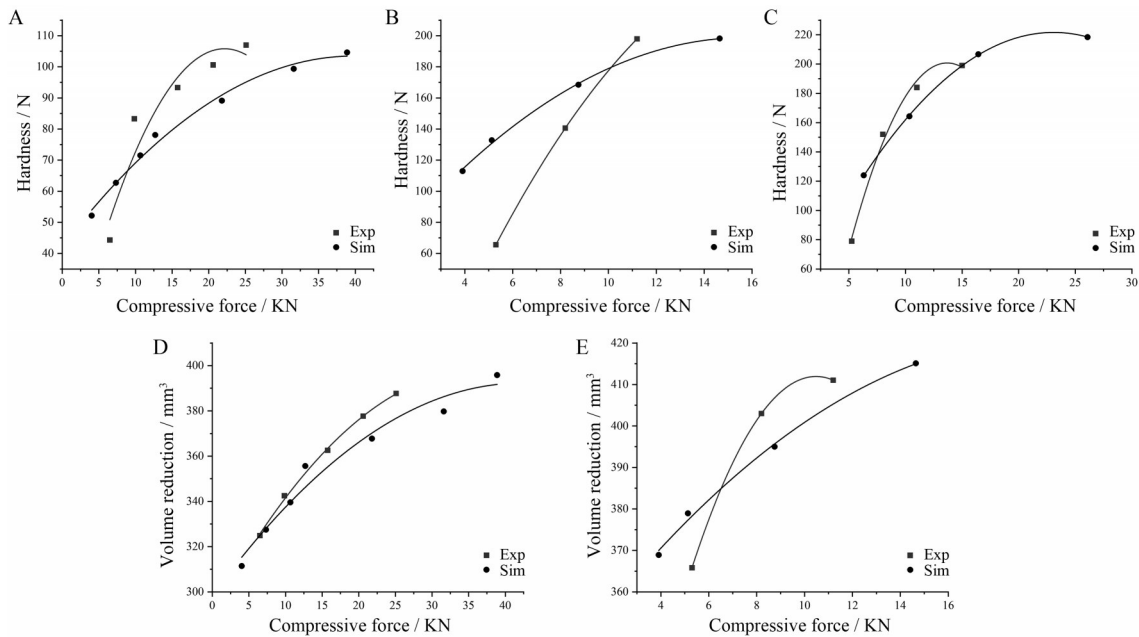 A
110
100
90
80
70
60
50
40
Hardness / N
0 5 10 15 20 25 30 35 40
Compressive force / KN
Exp
Sim
B
200
180
160
140
120
100
80
60
Hardness / N
4 6 8 10 12 14 16
Compressive force / KN
Exp
Sim
C
240
220
200
180
160
140
120
100
80
60
Hardness / N
5 10 15 20 25 30
Compressive force / KN
Exp
Sim
D
400
380
360
340
320
300
Volume reduction / mm³
0 5 10 15 20 25 30 35 40
Compressive force / KN
Exp
Sim
E
420
410
400
390
380
370
360
Volume reduction / mm³
4 6 8 10 12 14 16
Compressive force / KN
Exp
Sim